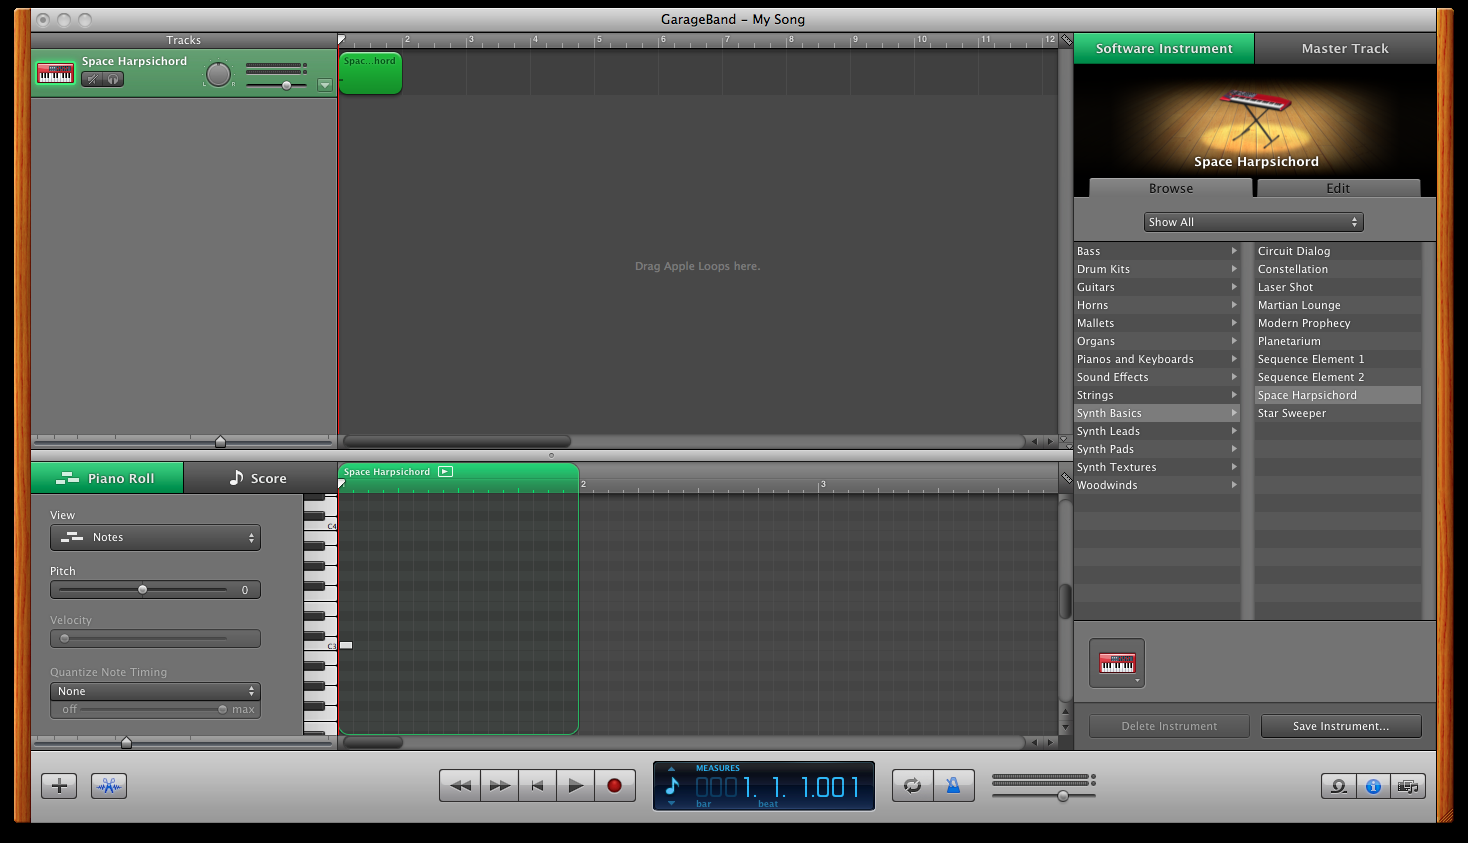 GarageBand – My Song
Tracks
2 3 4 5 6 7 8 9 10 11 12
Space Harpsichord
L R
Spac...hord
Drag Apple Loops here.
Software Instrument
Master Track
Space Harpsichord
Browse
Edit
Show All
Bass
Drum Kits
Guitars
Horns
Mallets
Organs
Pianos and Keyboards
Sound Effects
Strings
Synth Basics
Synth Leads
Synth Pads
Synth Textures
Woodwinds
Circuit Dialog
Constellation
Laser Shot
Martian Lounge
Modern Prophecy
Planetarium
Sequence Element 1
Sequence Element 2
Space Harpsichord
Star Sweeper
Piano Roll
Score
Space Harpsichord
2 3
View
Notes
Pitch
0
Velocity
Quantize Note Timing
None
off max
C4
C3
Delete Instrument
Save Instrument...
MEASURES
1. 1. 1.001
bar beat